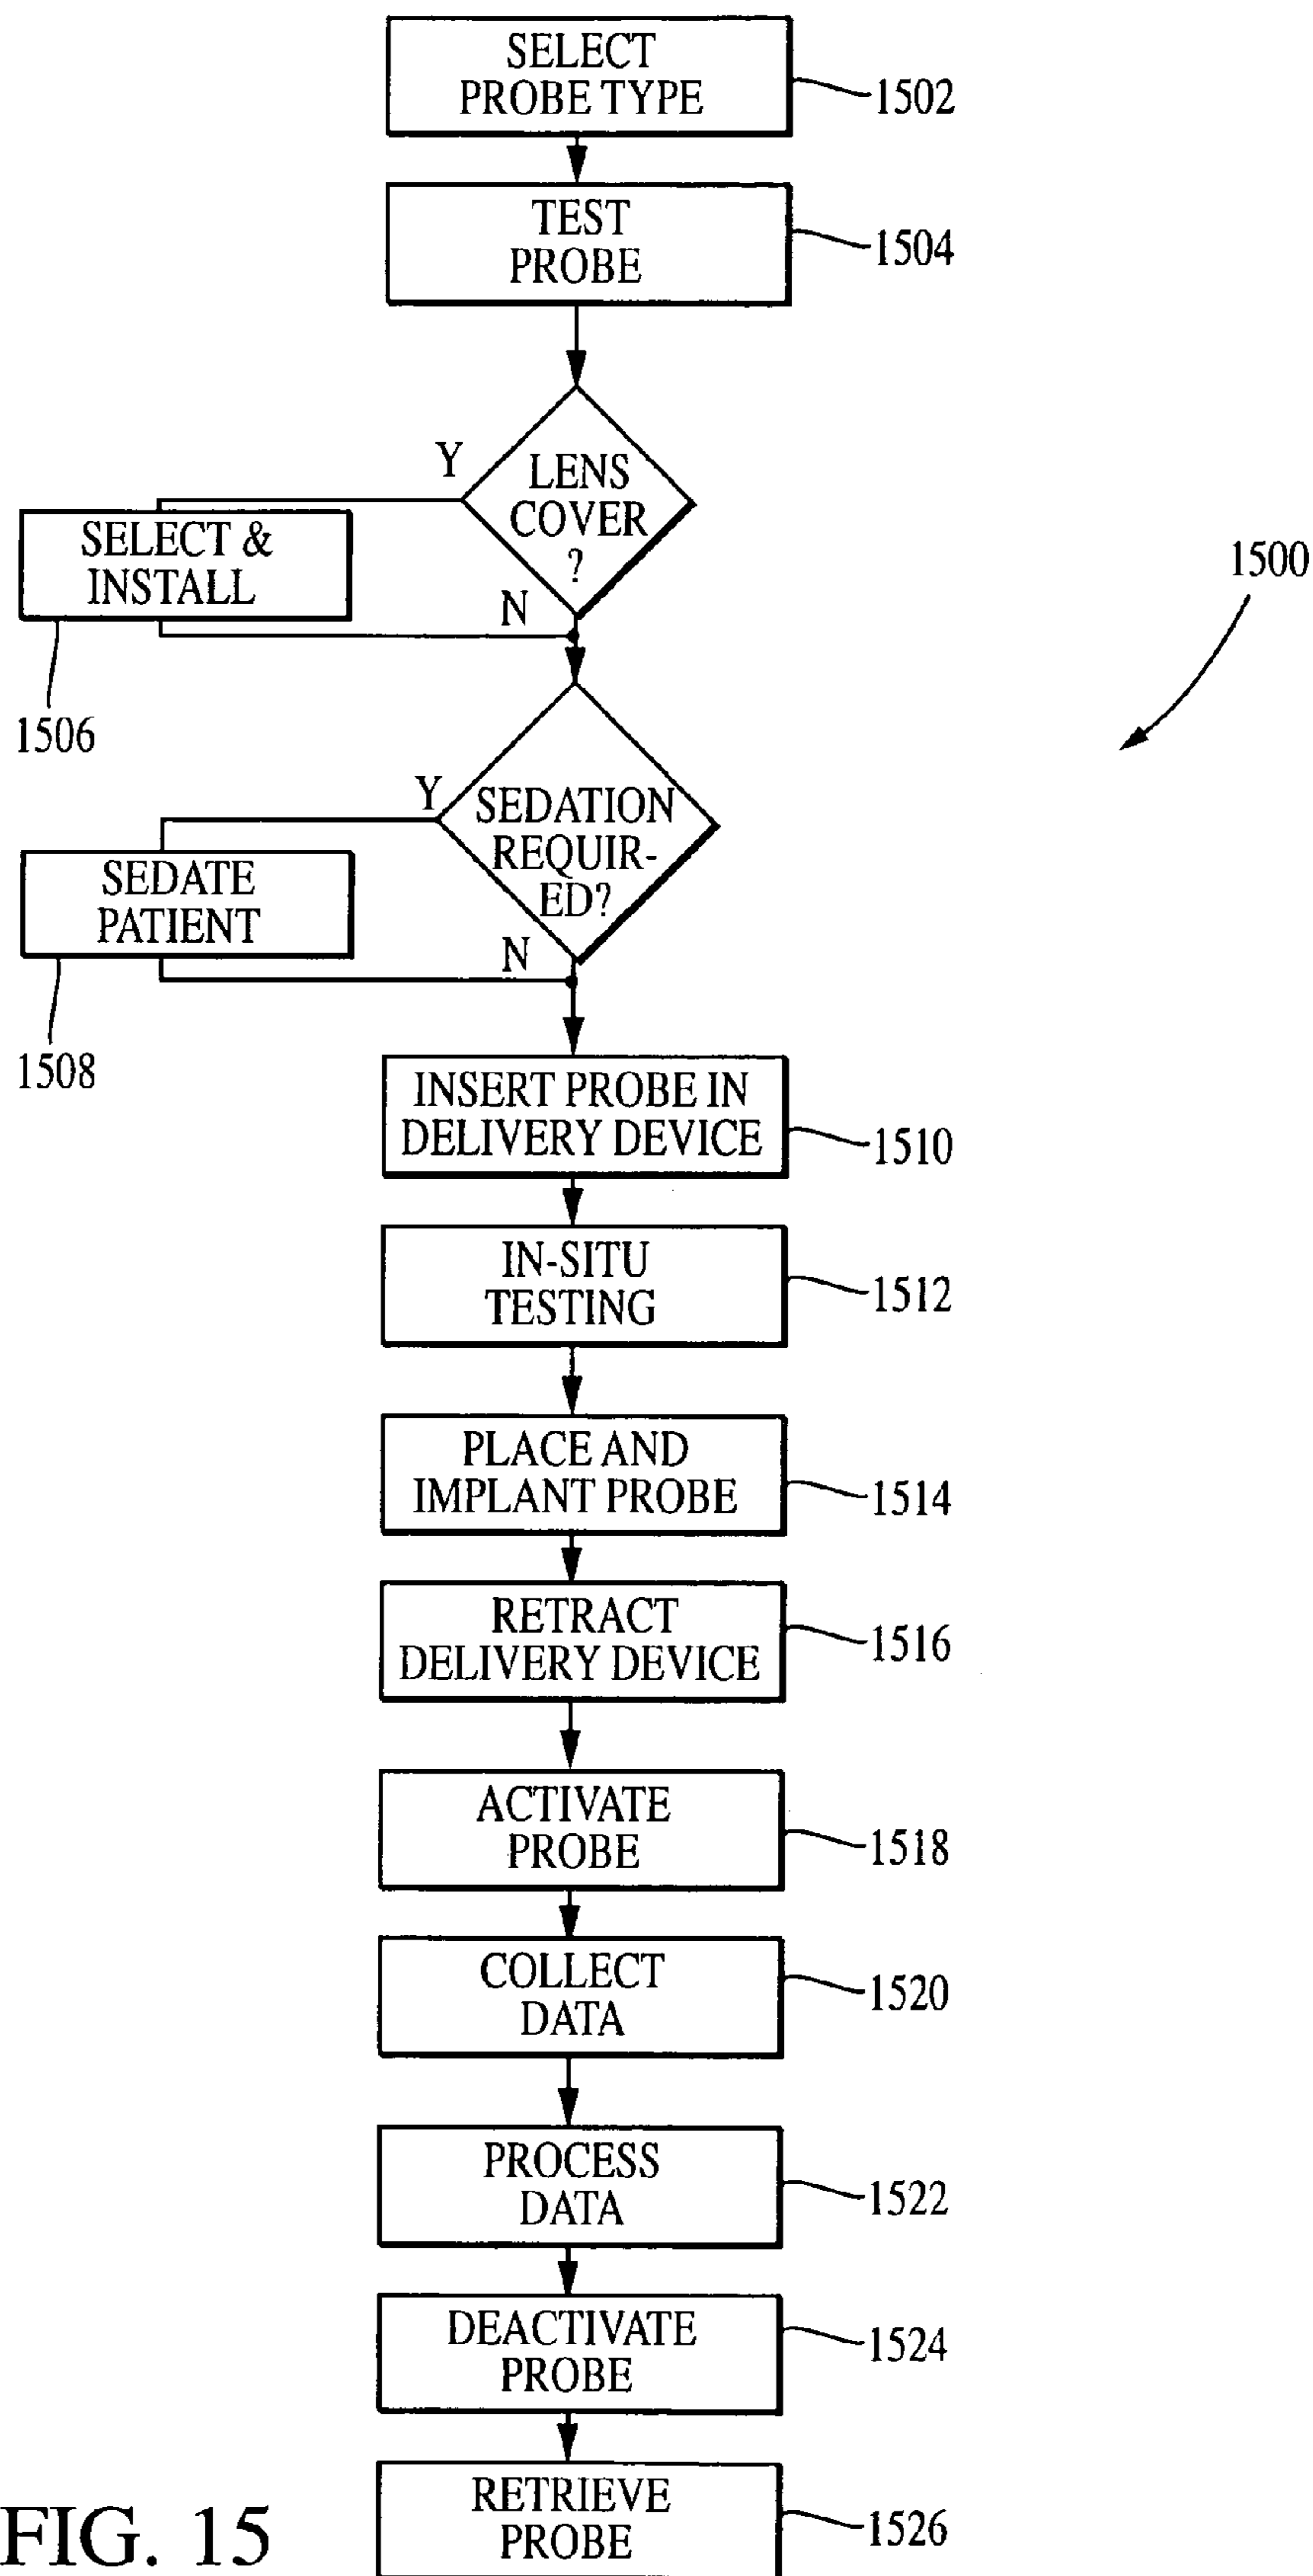 SELECT
PROBE TYPE
1502
TEST
PROBE
1504
Y
LENS
COVER
?
SELECT &
INSTALL
N
1500
1506
Y
SEDATION
REQUIR-
ED?
SEDATE
PATIENT
N
1508
INSERT PROBE IN
DELIVERY DEVICE
1510
IN-SITU
TESTING
1512
PLACE AND
IMPLANT PROBE
1514
RETRACT
DELIVERY DEVICE
1516
ACTIVATE
PROBE
1518
COLLECT
DATA
1520
PROCESS
DATA
1522
DEACTIVATE
PROBE
1524
RETRIEVE
PROBE
1526
FIG. 15